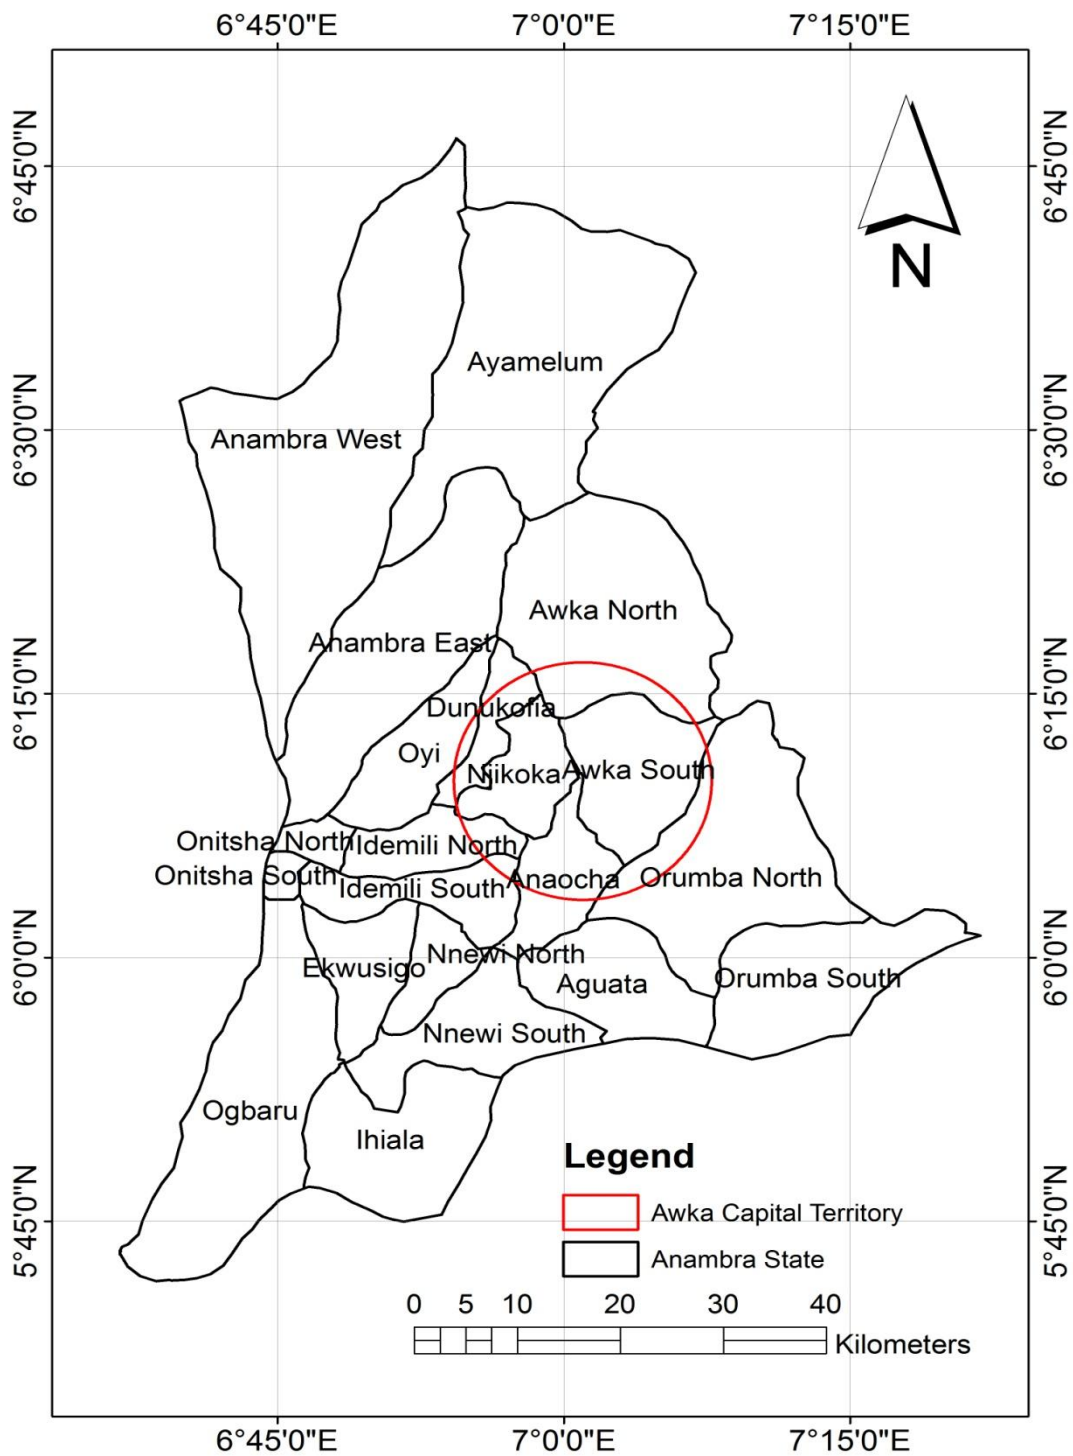 6°45'0"E 7°0'0"E 7°15'0"E
6°45'0"N 6°45'0"N
N
Ayamelum
6°30'0"N 6°30'0"N
Anambra West
Awka North
Anambra East
6°15'0"N 6°15'0"N
Dunukofia
Oyi
Njikoka Awka South
Onitsha North Idemili North
Onitsha South Idemili South Anaocha Orumba North
6°0'0"N 6°0'0"N
Nnewi North
Ekwusigo
Aguata Orumba South
Nnewi South
Ogbaru
Ihiala
Legend
Awka Capital Territory
5°45'0"N 5°45'0"N
Anambra State
0 5 10 20 30 40
Kilometers
6°45'0"E 7°0'0"E 7°15'0"E